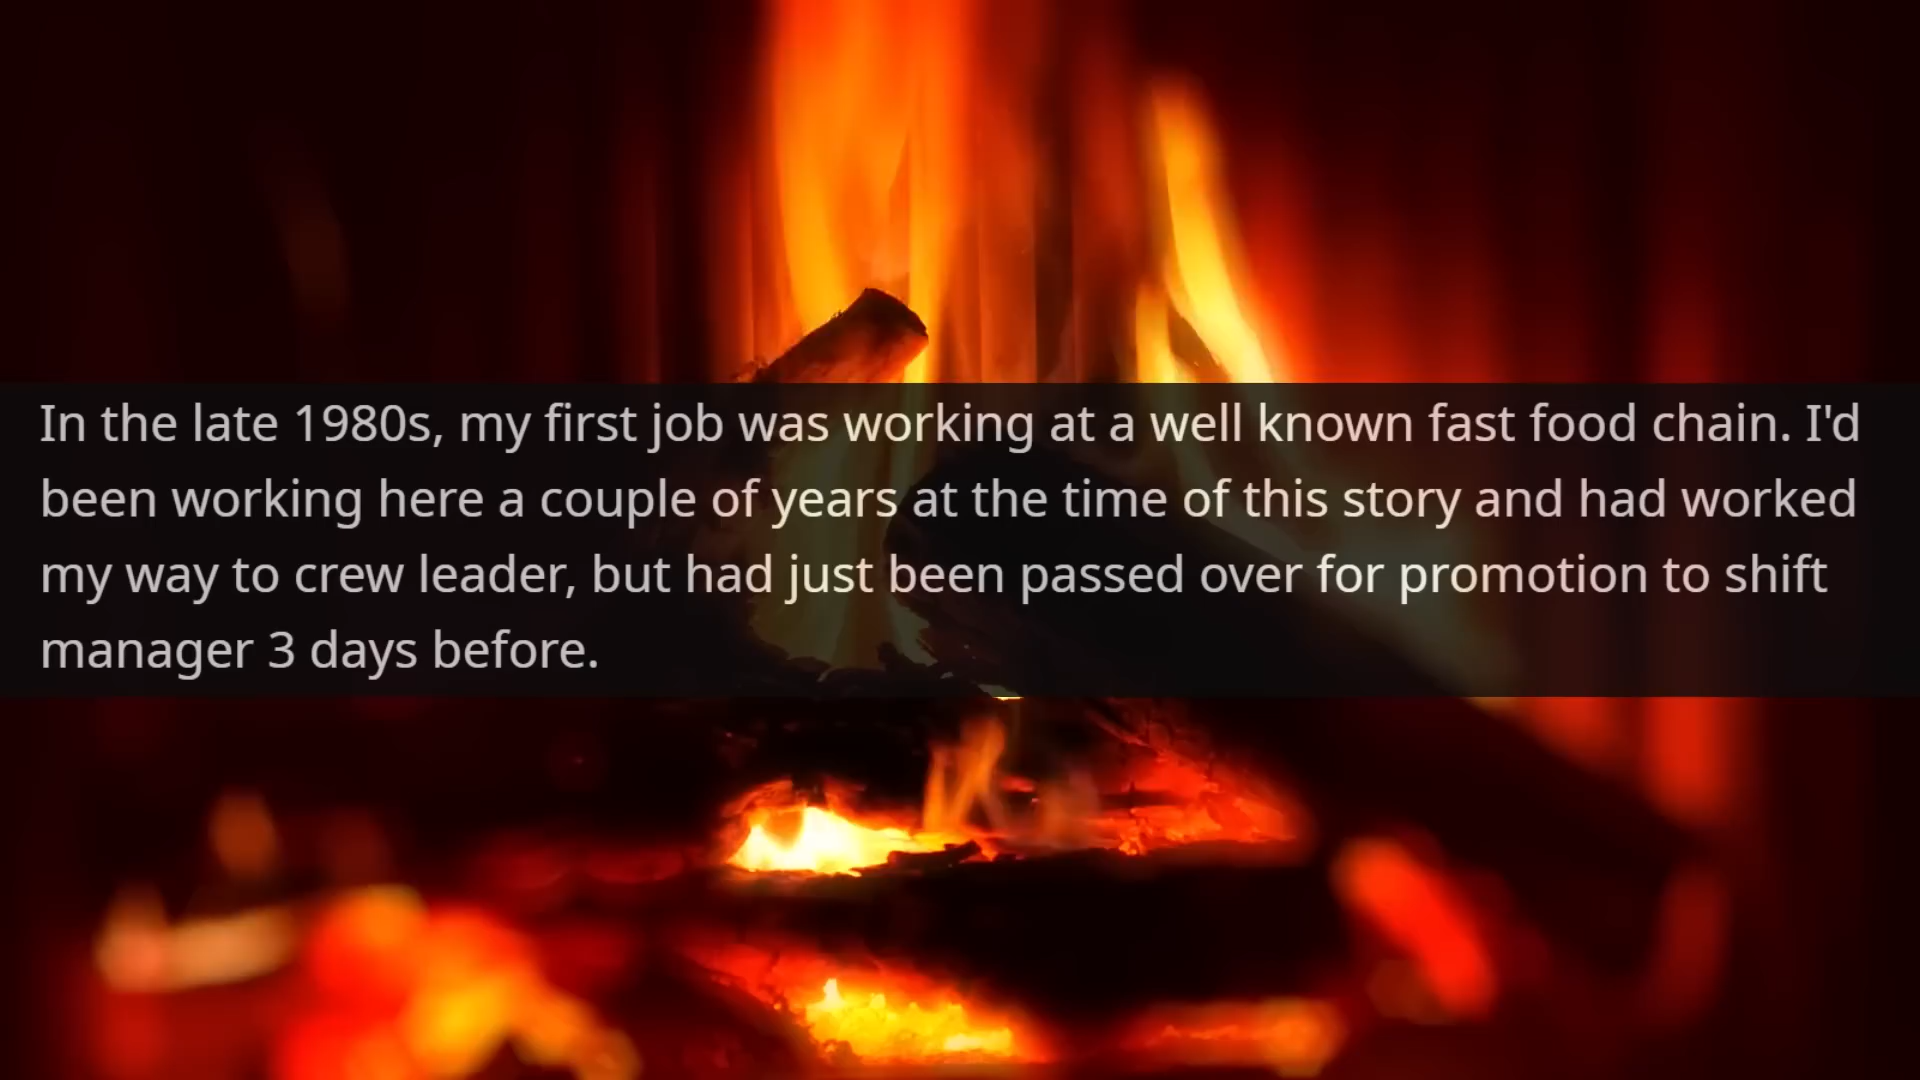 In the late 1980s, my first job was working at a well known fast food chain. I'd
been working here a couple of years at the time of this story and had worked
my way to crew leader, but had just been passed over for promotion to shift
manager 3 days before.